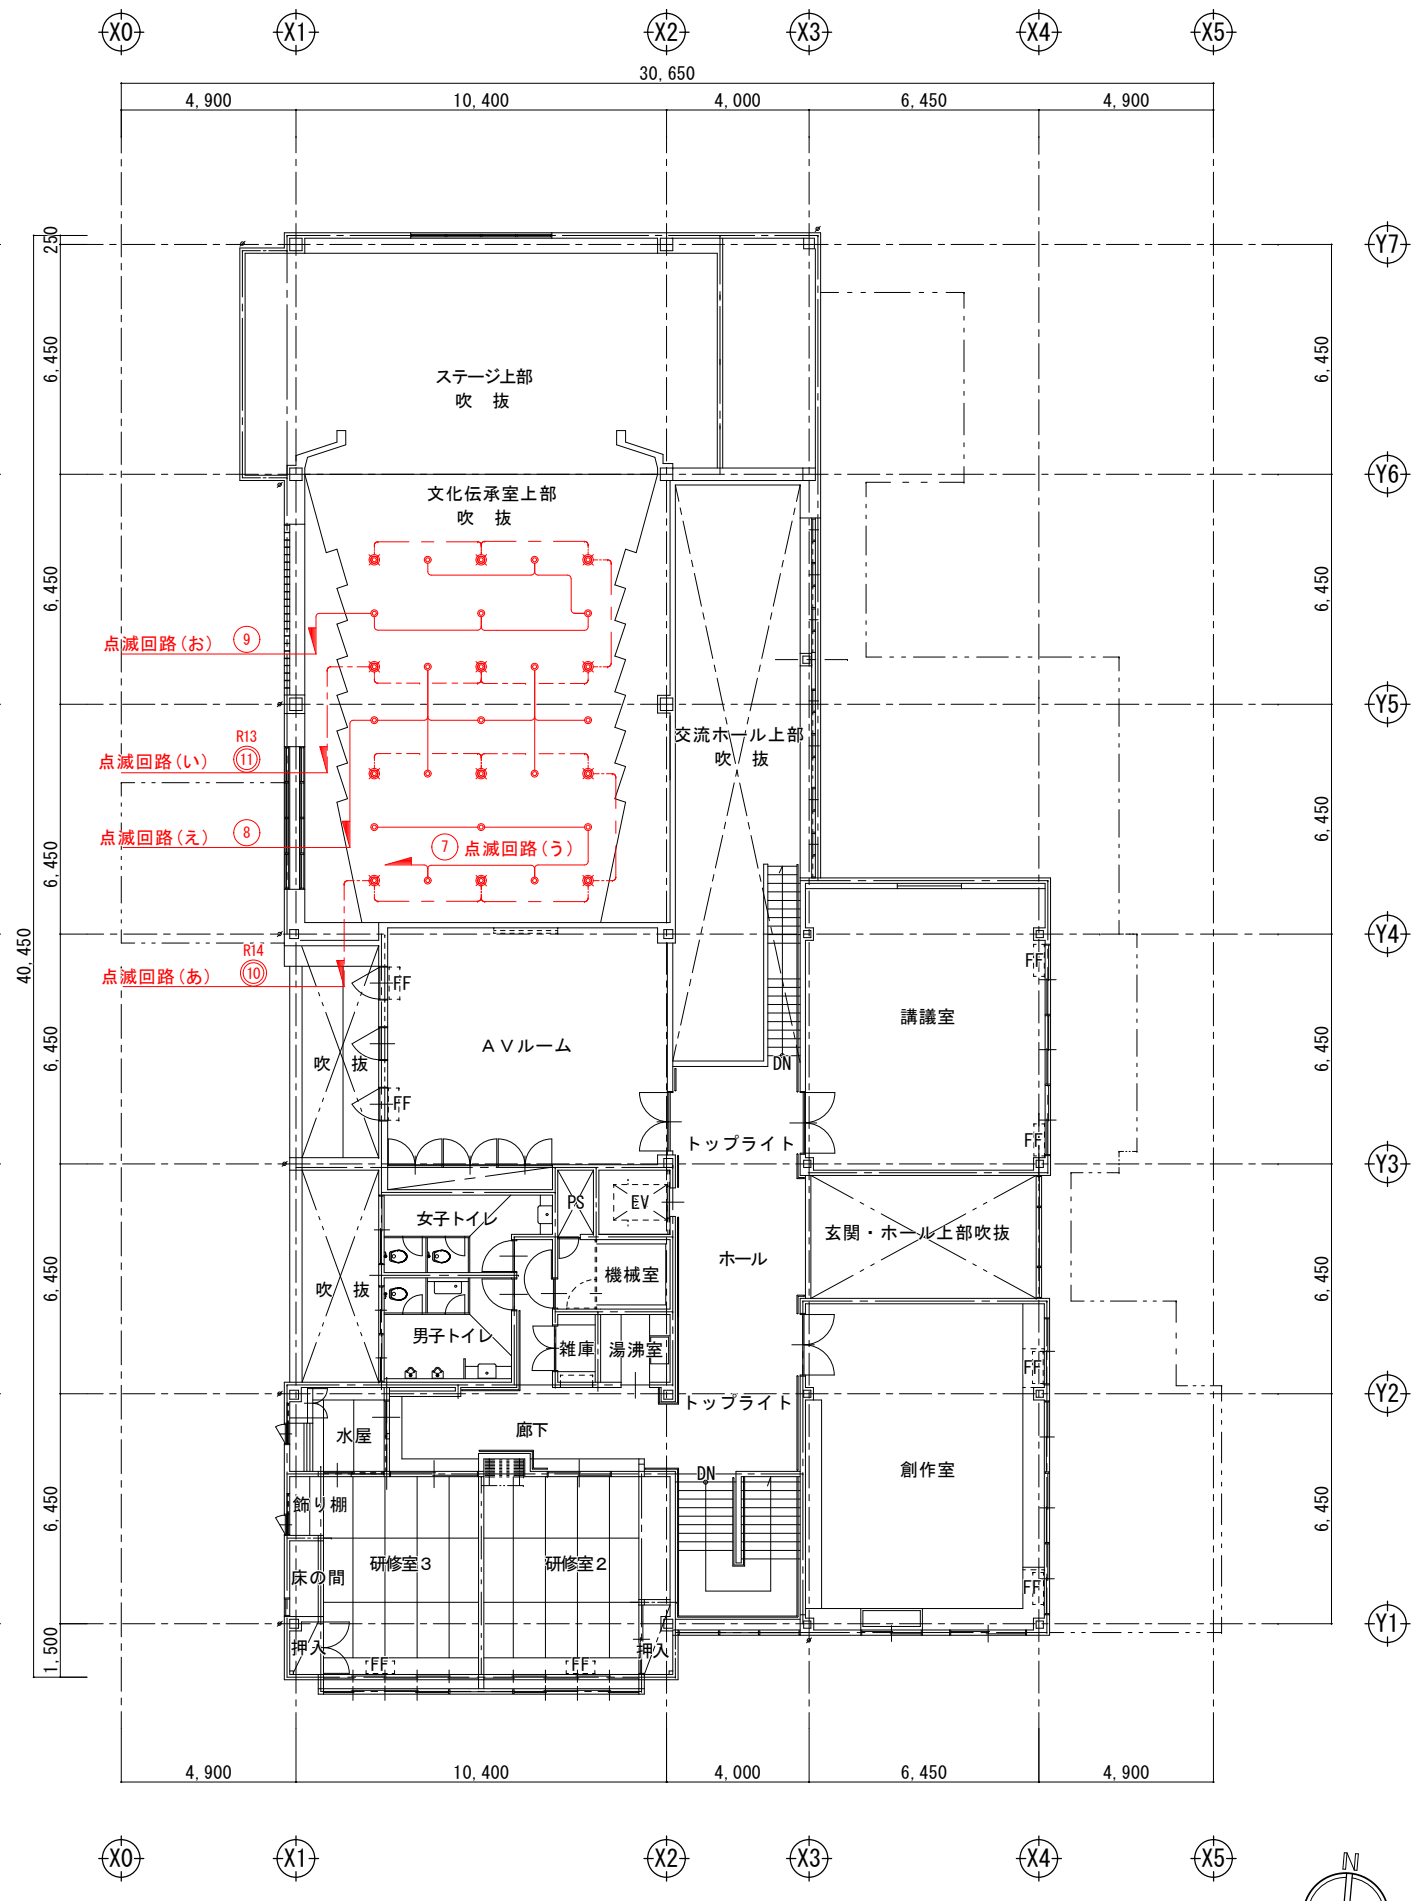 X0 X1 X2 X3 X4 X5
30,650
4,900 10,400 4,000 6,450 4,900
250
Y7
6,450
6,450
ステージ上部
吹 抜
Y6
文化伝承室上部
吹 抜
6,450
6,450
点滅回路(お) 9
Y5
交流ホール上部
吹 抜
R13
点滅回路(い) 11
点滅回路(え) 8
7 点滅回路(う)
6,450
6,450
40,450
Y4
R14
点滅回路(あ) 10
FF
FF
講議室
AVルーム
6,450
6,450
吹 抜
DN
FF
FF
トップライト
Y3
PS
EV
女子トイレ
玄関・ホール上部吹抜
ホール
機械室
6,450
6,450
吹 抜
男子トイレ
雑庫
湯沸室
FF
トップライト
Y2
廊下
水屋
創作室
DN
飾り棚
6,450
6,450
研修室3
研修室2
床の間
FF
Y1
押入
押入
1,500
FF
FF
4,900 10,400 4,000 6,450 4,900
X0 X1 X2 X3 X4 X5
N